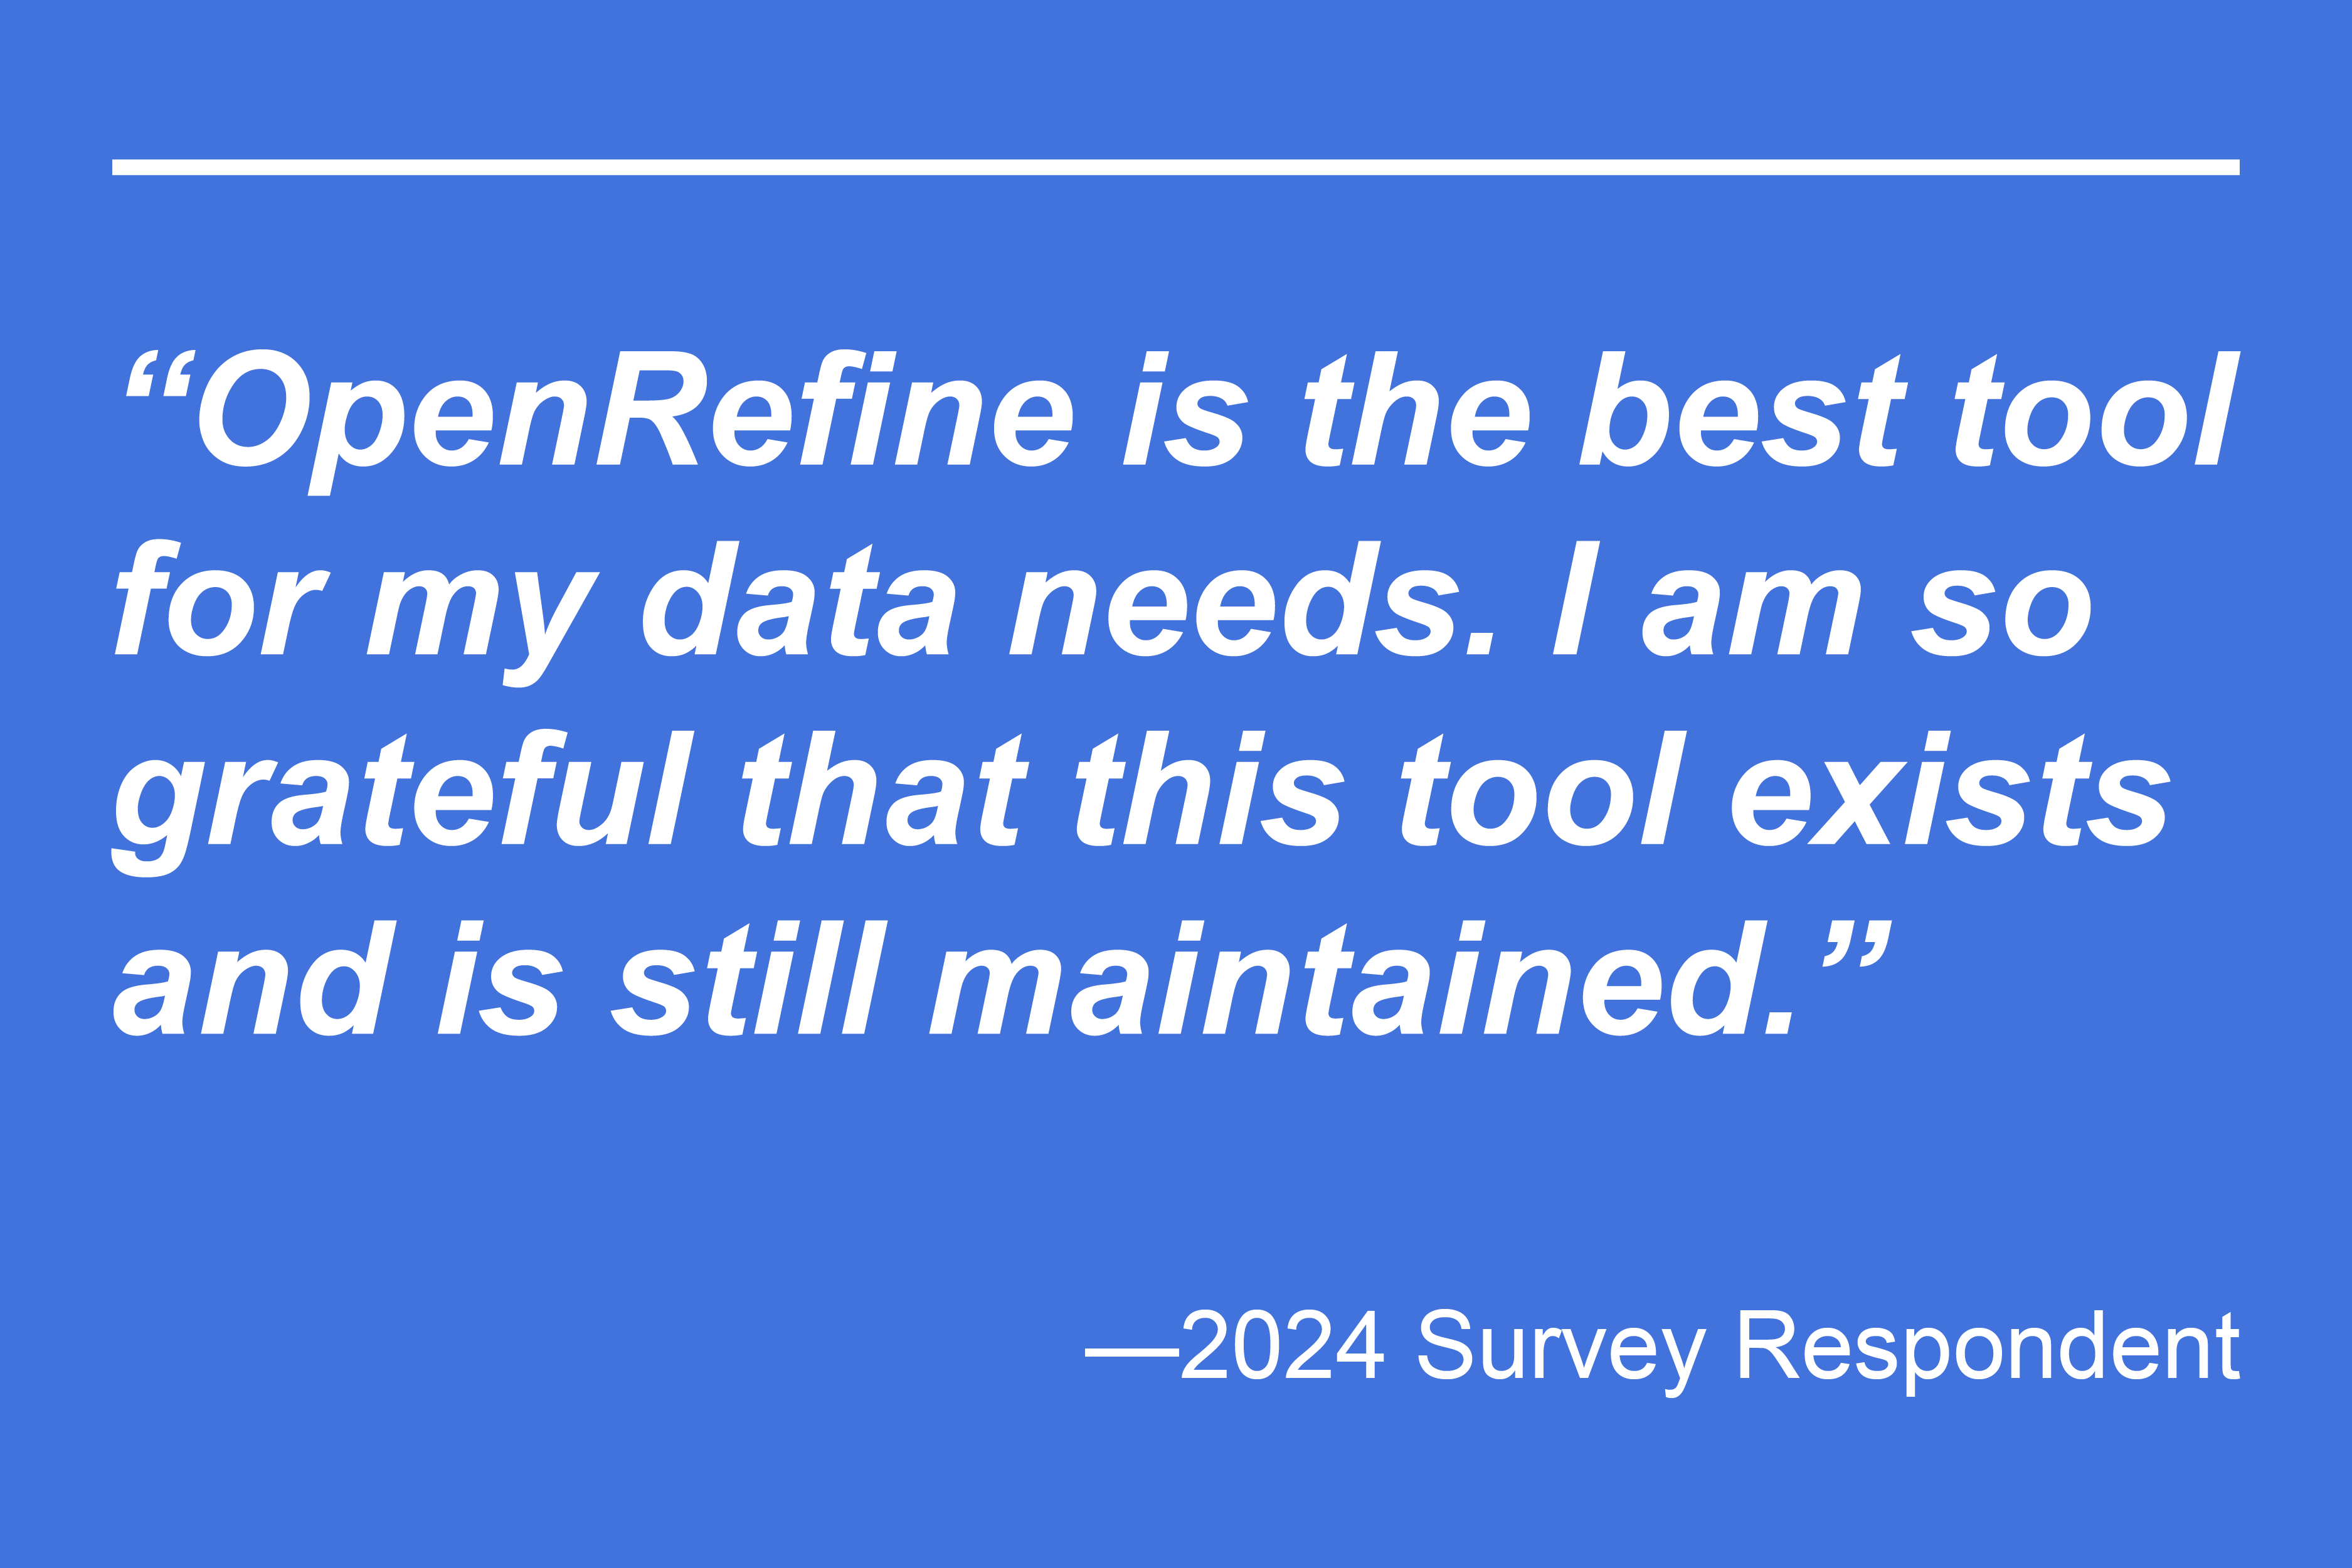 “OpenRefine is the best tool
for my data needs. I am so
grateful that this tool exists
and is still maintained.”
—2024 Survey Respondent